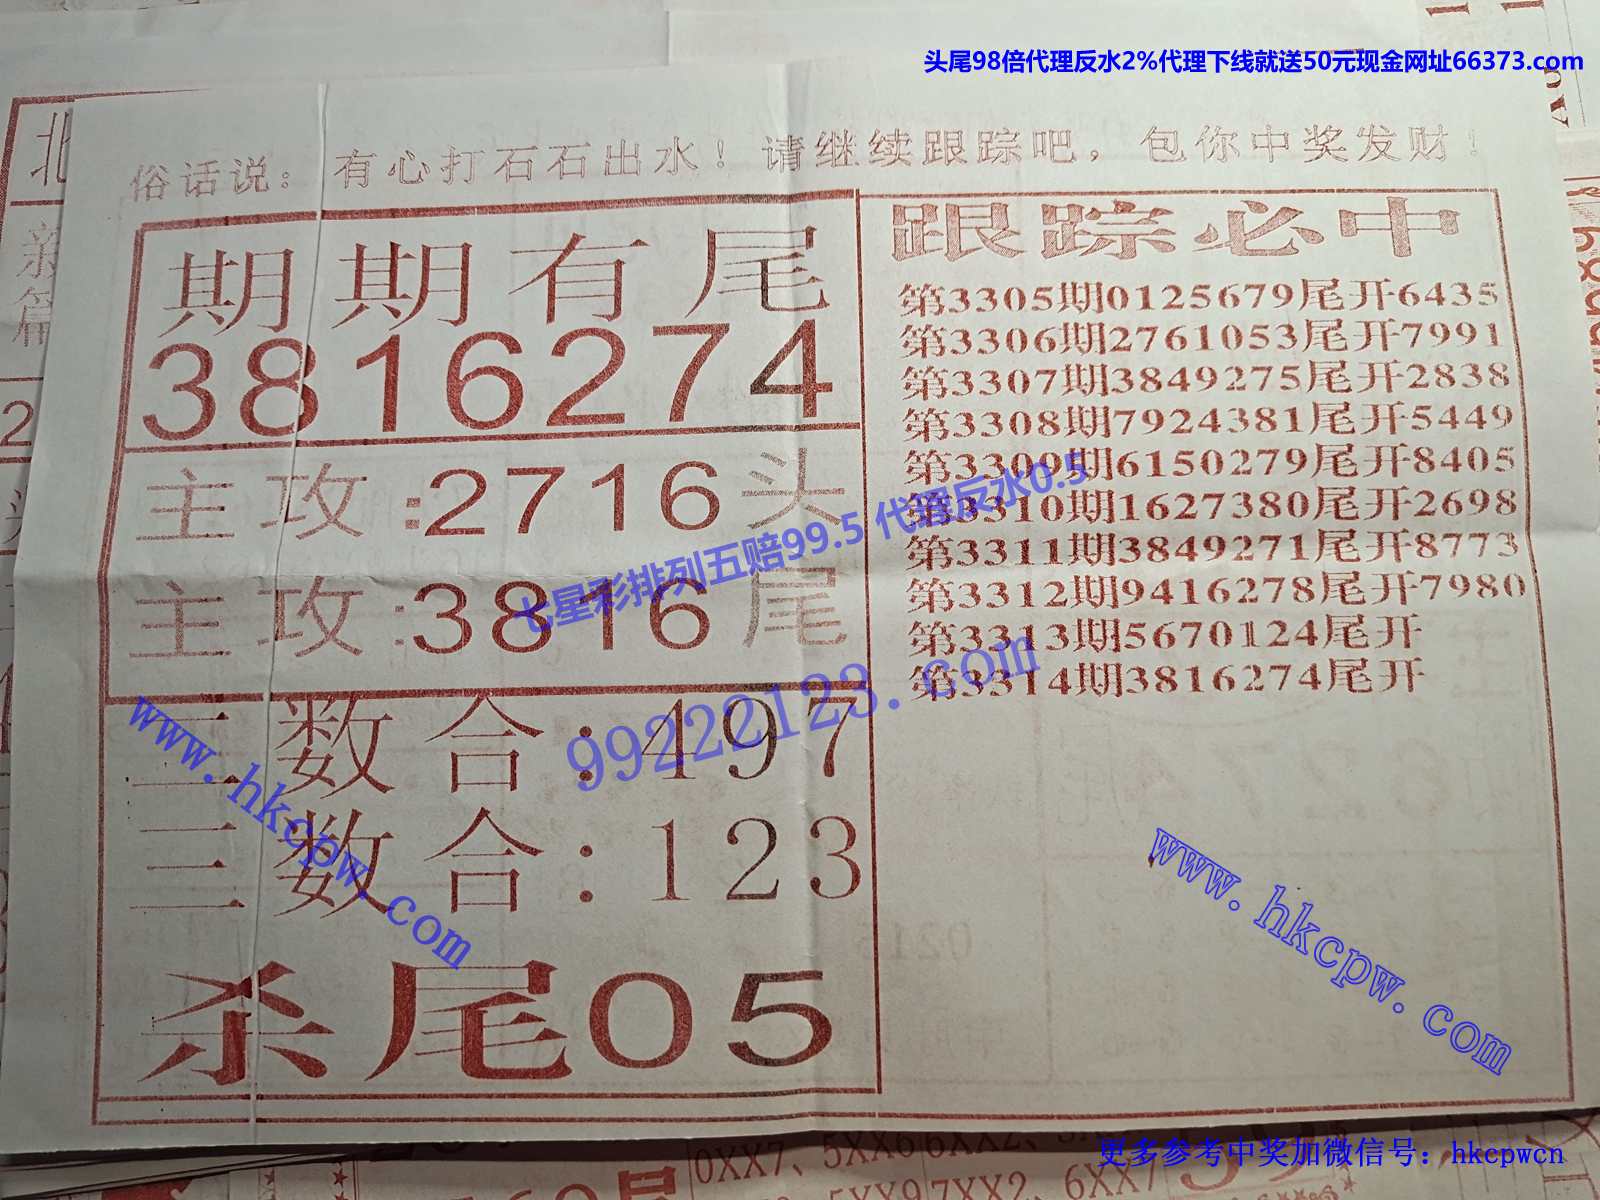 头尾98倍代理反水2%代理下线就送50元现金网址66373.com
俗话说：有心打石石出水！请继续跟踪吧，包你中奖发财！
期期有尾
3816274
主攻:2716头
主攻:3816尾
三数合:497
三数合:123
杀尾05
跟踪必中
第3305期0125679尾开6435
第3306期2761053尾开7991
第3307期3849275尾开2838
第3308期7924381尾开5449
第3309期6150279尾开8405
第3310期1627380尾开2698
第3311期3849271尾开8773
第3312期9416278尾开7980
第3313期5670124尾开
第3314期3816274尾开
七星彩排列五赔99.5 代理反水0.5
99222123.com
www.hkcpw.com
www.hkcpw.com
0XX7、5XX6 6XX2、
7XX2、6XX7
更多参考中奖加微信号：hkcpwcn